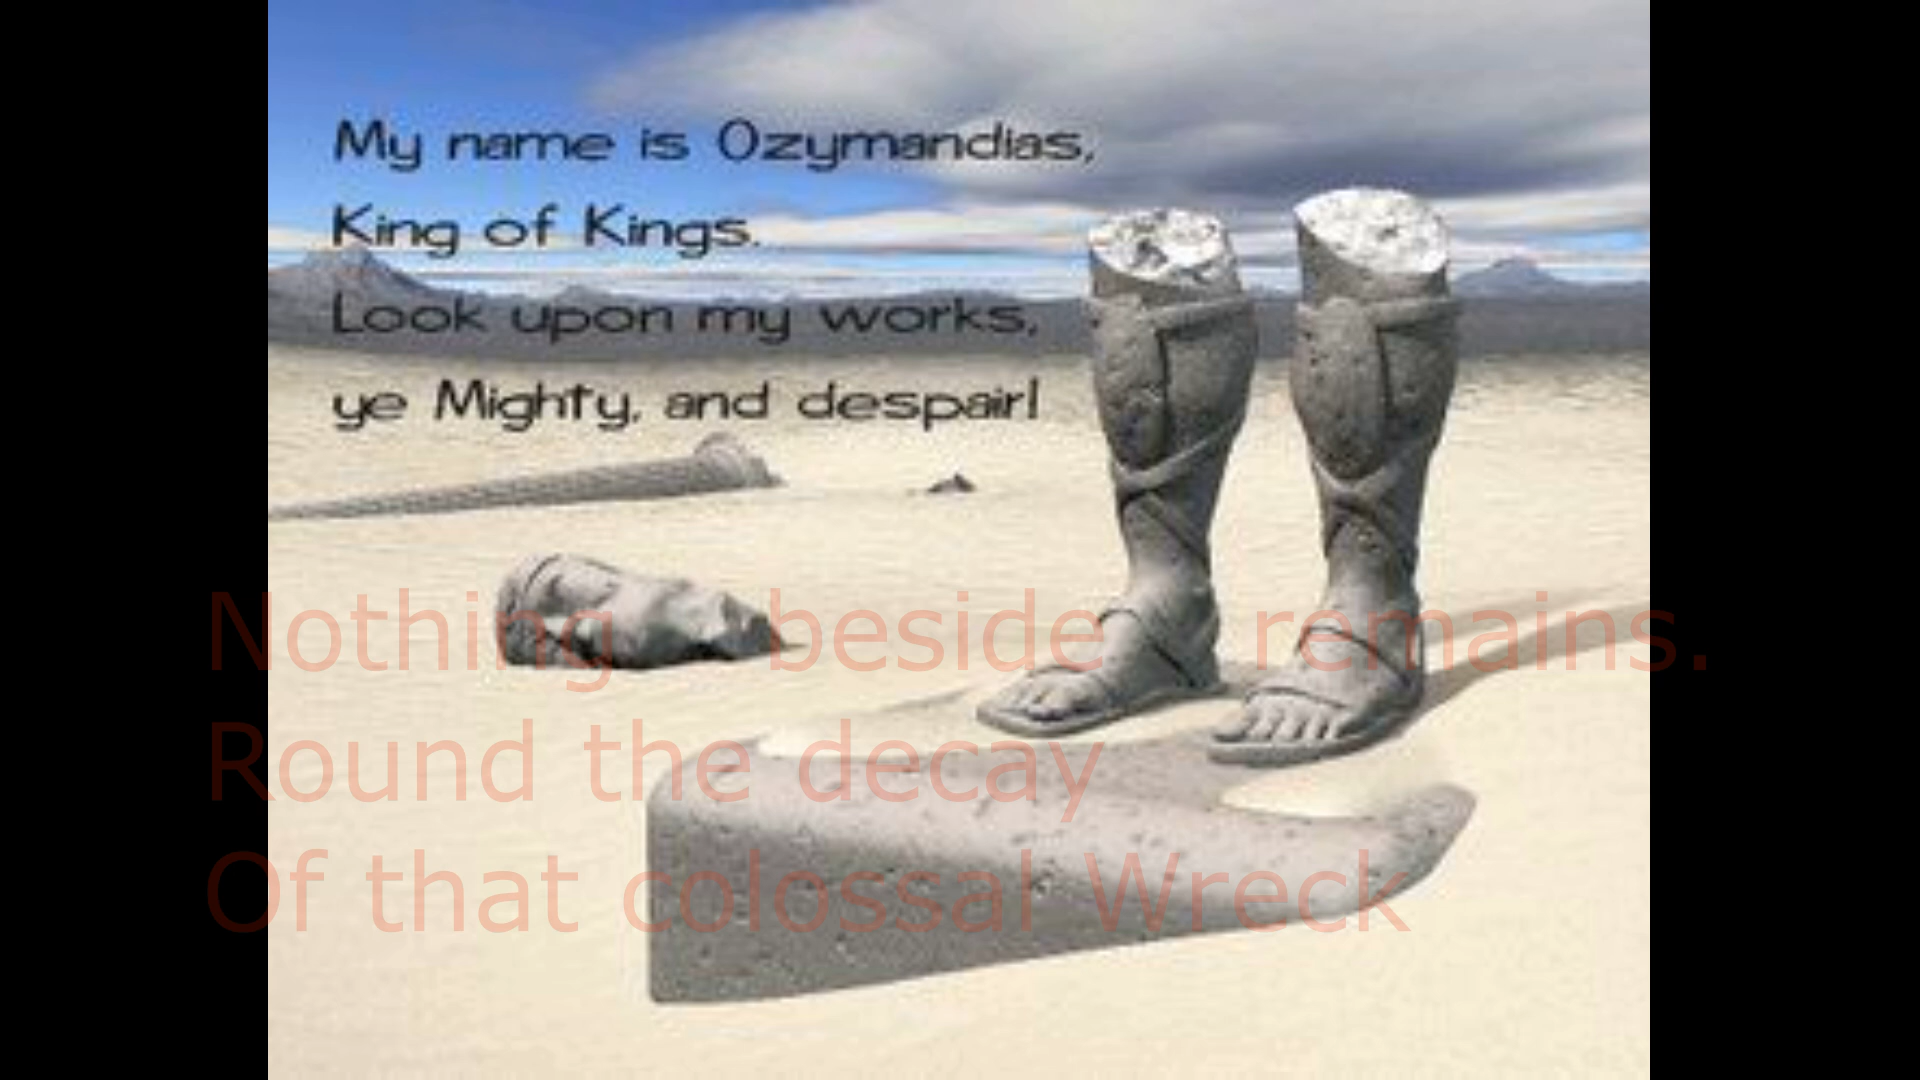 My name is Ozymandias,
King of Kings.
Look upon my works,
ye Mighty, and despair!
Nothing beside remains.
Round the decay
Of that colossal Wreck